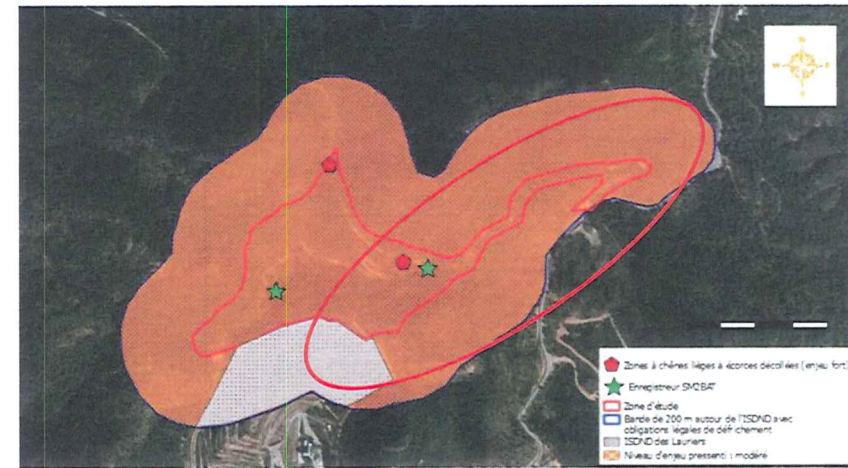 N
W E
S
Zones à chênes lièges à écorces décollées (enjeu fort)
Enregistreur SM2BAT
Zone d'étude
Bande de 200 m autour de l'ISDND avec
obligations légales de défrichement
ISDND des Lauriers
Niveau d'enjeu pressenti : modéré